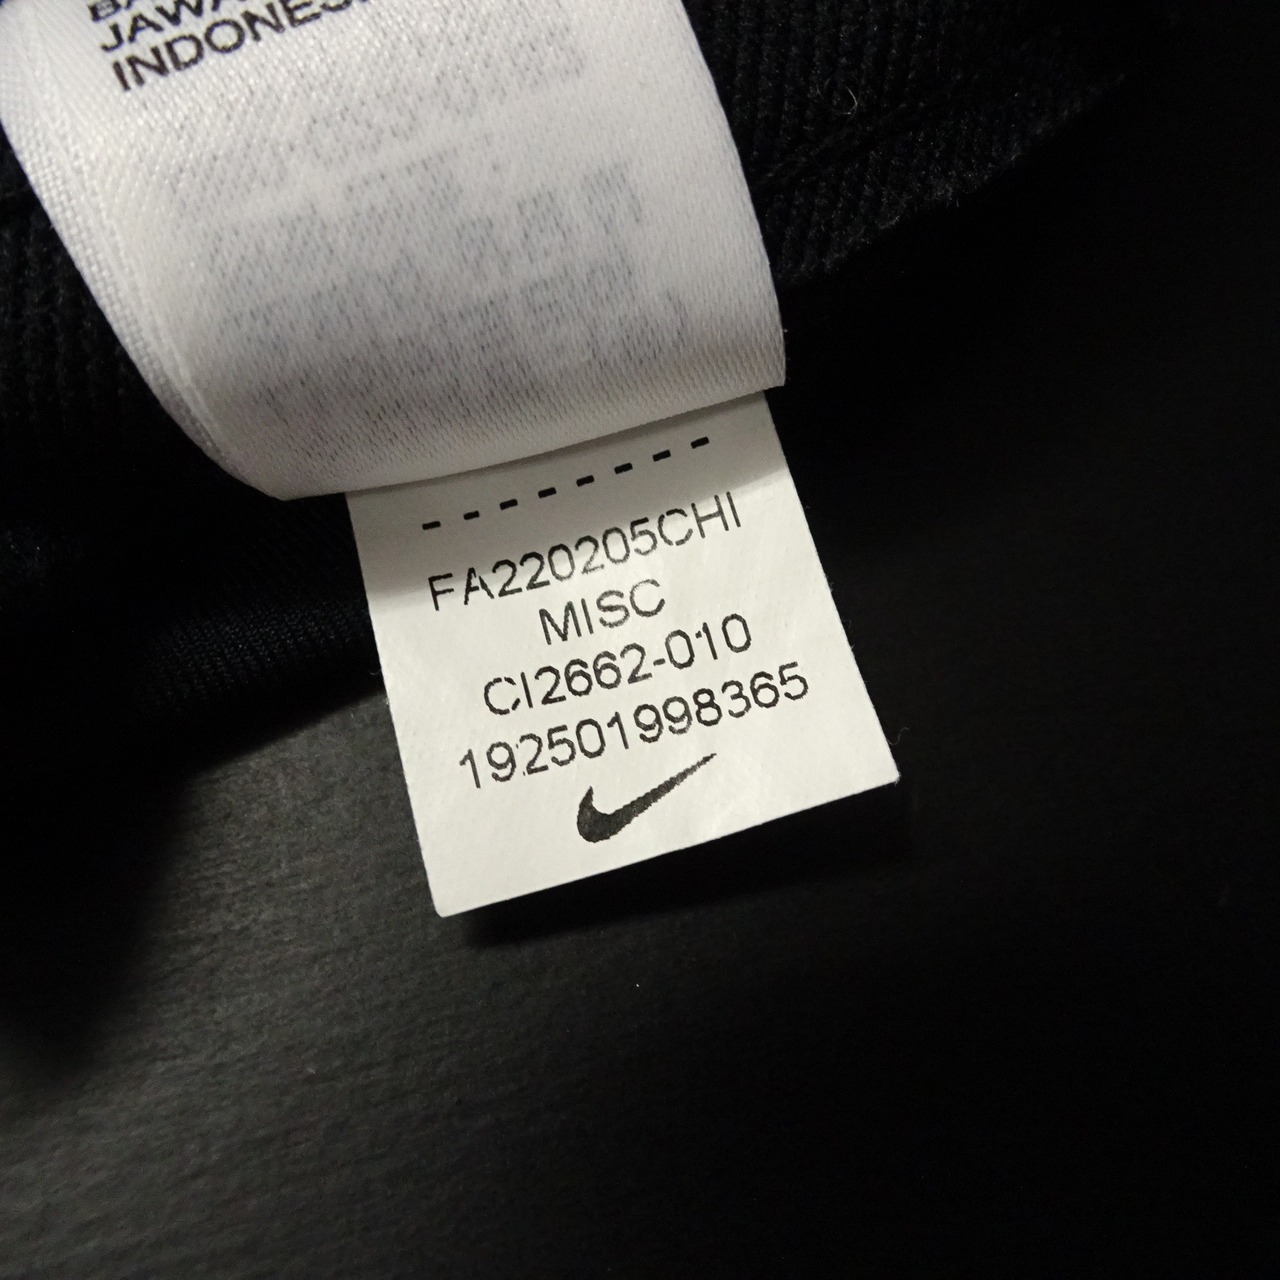 JAWA
INDONES
FA220205CHI
MISC
CI2662-010
192501998365